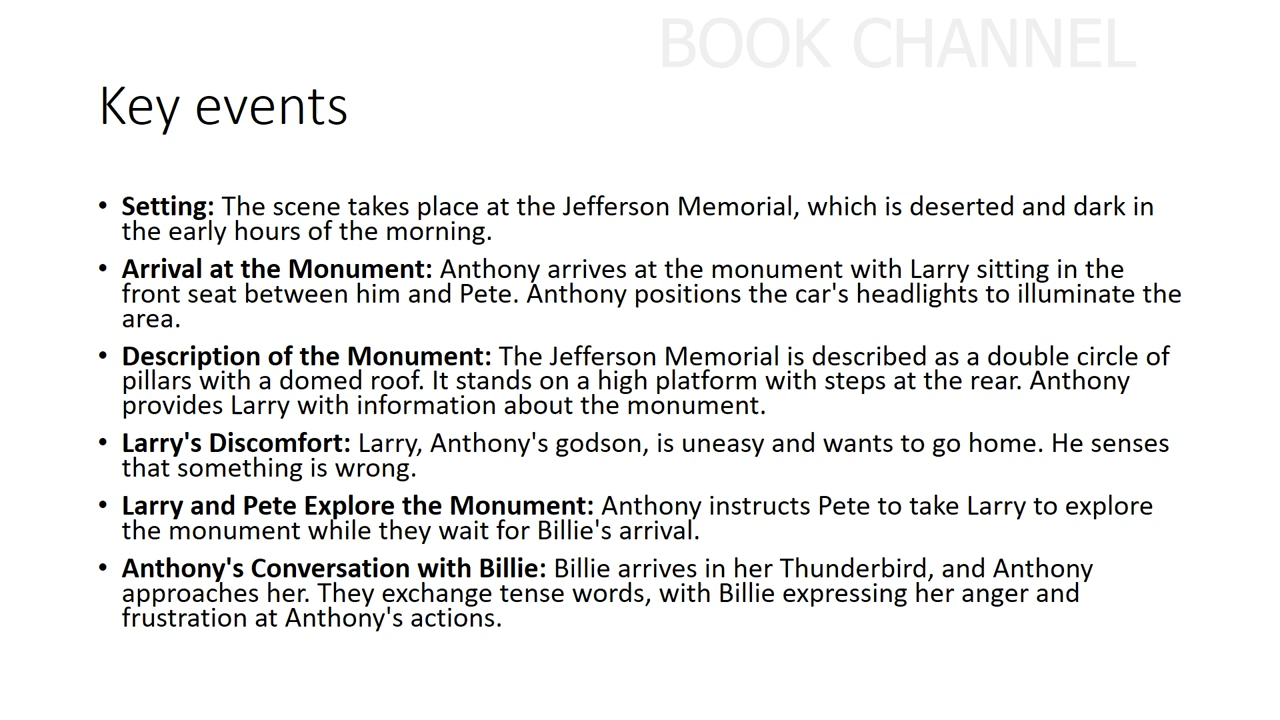 BOOK CHANNEL
Key events
• Setting: The scene takes place at the Jefferson Memorial, which is deserted and dark in
the early hours of the morning.
• Arrival at the Monument: Anthony arrives at the monument with Larry sitting in the
front seat between him and Pete. Anthony positions the car's headlights to illuminate the
area.
• Description of the Monument: The Jefferson Memorial is described as a double circle of
pillars with a domed roof. It stands on a high platform with steps at the rear. Anthony
provides Larry with information about the monument.
• Larry's Discomfort: Larry, Anthony's godson, is uneasy and wants to go home. He senses
that something is wrong.
• Larry and Pete Explore the Monument: Anthony instructs Pete to take Larry to explore
the monument while they wait for Billie's arrival.
• Anthony's Conversation with Billie: Billie arrives in her Thunderbird, and Anthony
approaches her. They exchange tense words, with Billie expressing her anger and
frustration at Anthony's actions.